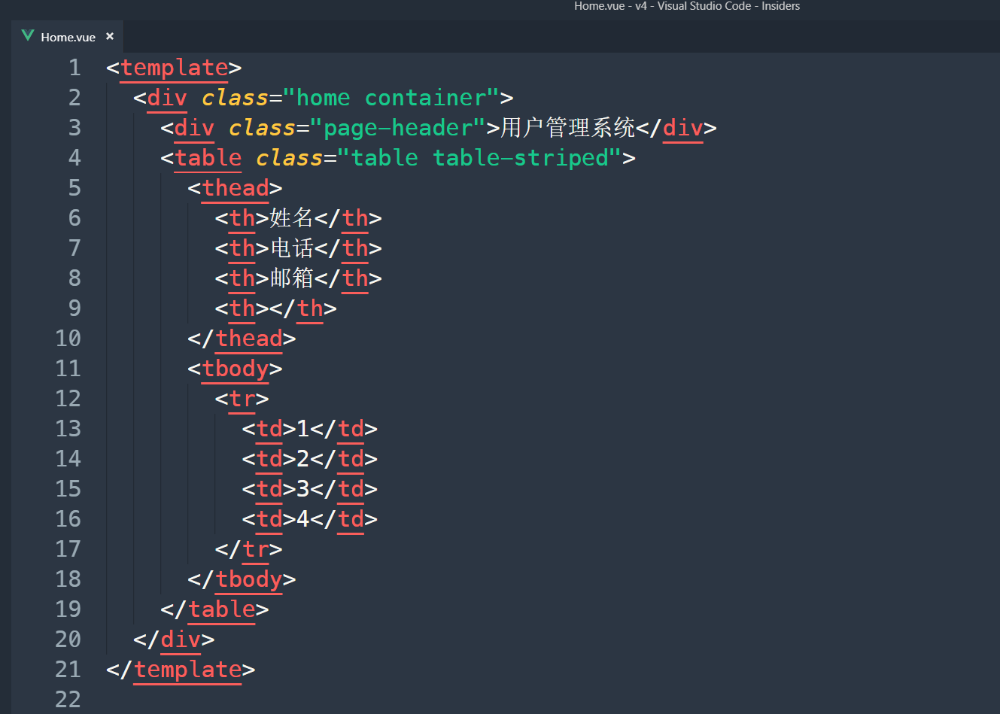 Home.vue - v4 - Visual Studio Code - Insiders
Home.vue ×
1 <template>
2   <div class="home container">
3     <div class="page-header">用户管理系统</div>
4     <table class="table table-striped">
5       <thead>
6         <th>姓名</th>
7         <th>电话</th>
8         <th>邮箱</th>
9         <th></th>
10       </thead>
11       <tbody>
12         <tr>
13           <td>1</td>
14           <td>2</td>
15           <td>3</td>
16           <td>4</td>
17         </tr>
18       </tbody>
19     </table>
20   </div>
21 </template>
22